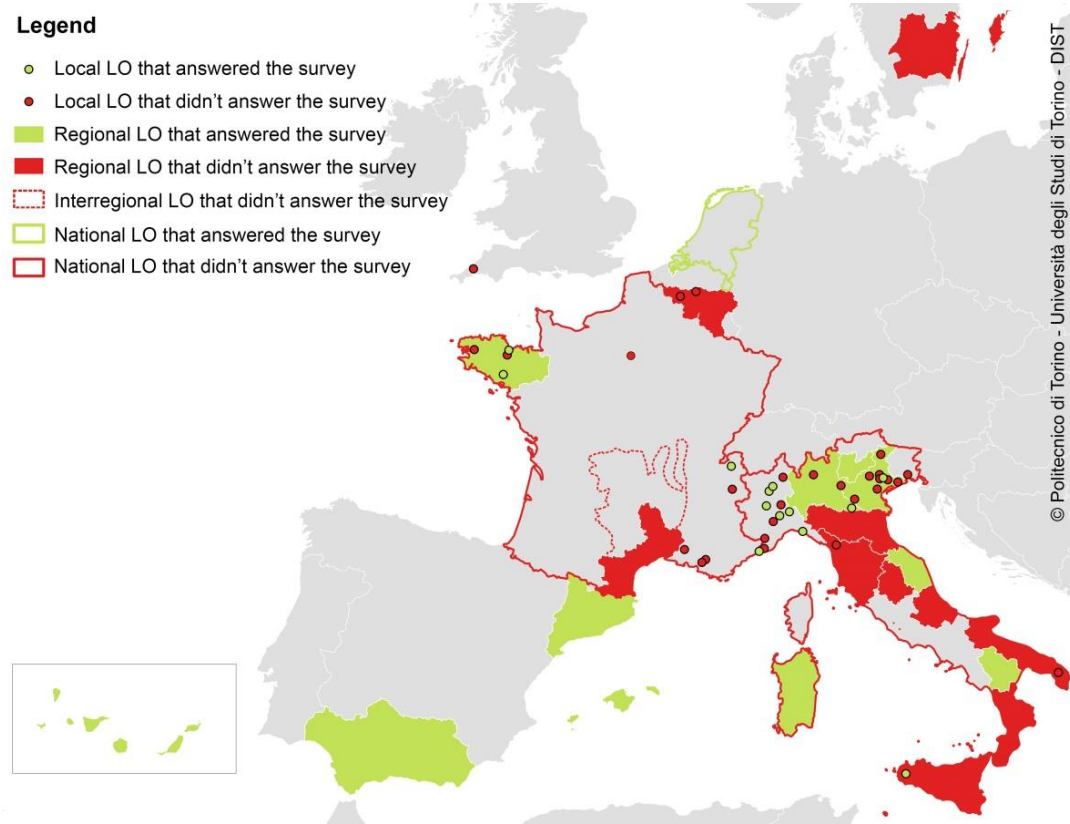 Legend
Local LO that answered the survey
Local LO that didn't answer the survey
Regional LO that answered the survey
Regional LO that didn't answer the survey
Interregional LO that didn't answer the survey
National LO that answered the survey
National LO that didn't answer the survey
© Politecnico di Torino - Università degli Studi di Torino - DIST